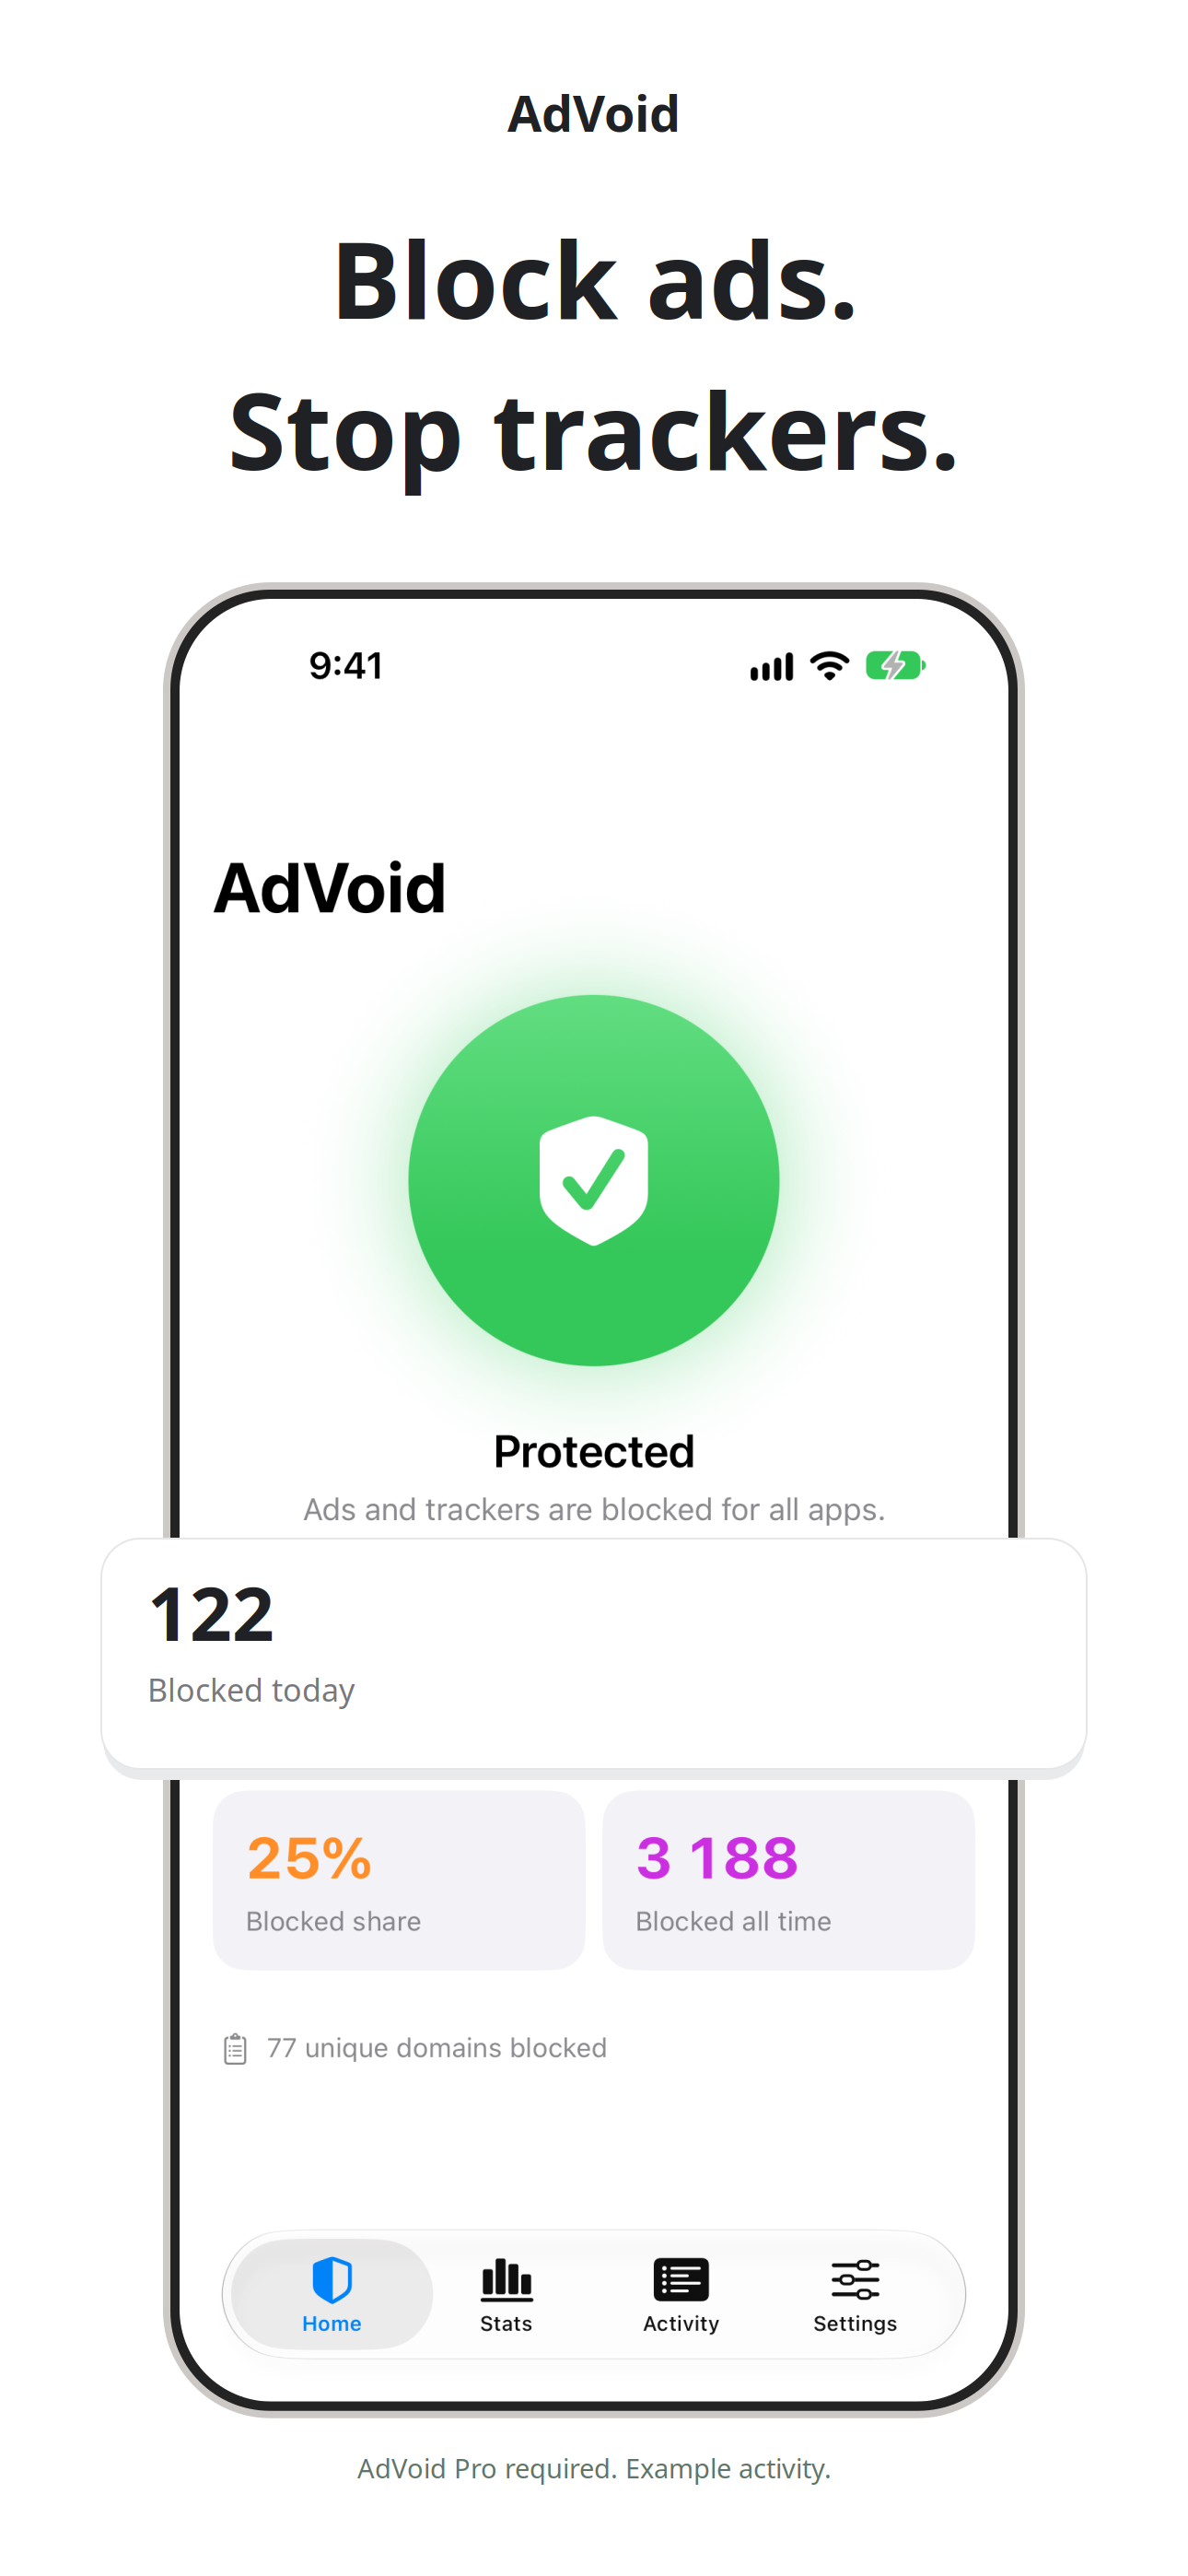 AdVoid
Block ads.
Stop trackers.
9:41
AdVoid
Protected
Ads and trackers are blocked for all apps.
122
Blocked today
25%
3 188
Blocked share
Blocked all time
77 unique domains blocked
Home
Stats
Activity
Settings
AdVoid Pro required. Example activity.